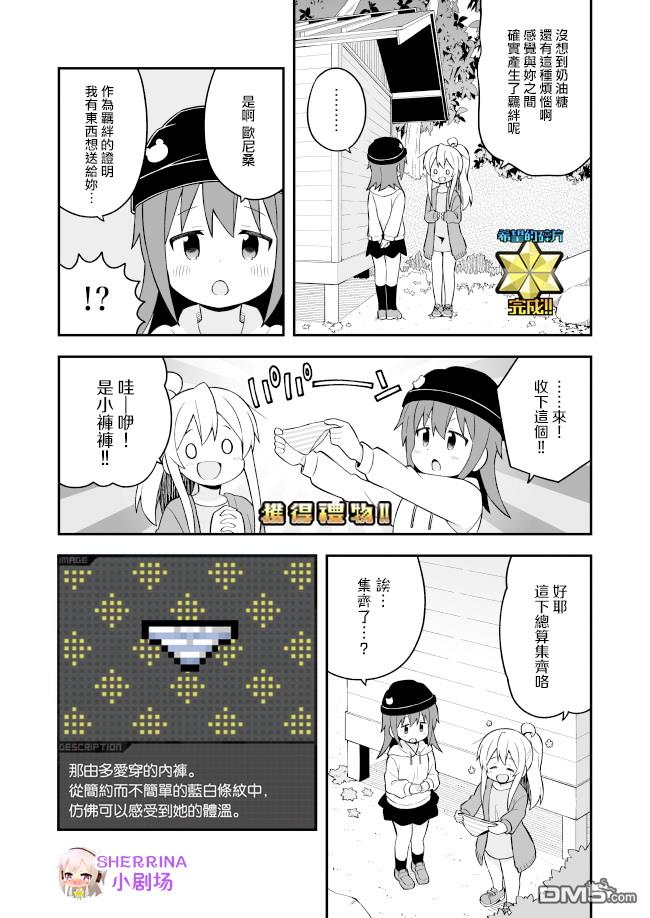 沒想到奶油糖
還有這種煩惱啊
感覺與妳之間
確實產生了羈絆呢
……
希望的碎片
完成!!
是啊 歐尼桑
作為羈絆的證明
我有東西想送給妳…
!?
……來！
收下這個!!
パンパンパーン
哇—咿！
是小褲褲!!
獲得禮物!!
好耶
這下總算集齊咯
誒…
集齊了…？
IMAGE
DESCRIPTION
那由多愛穿的內褲。
從簡約而不簡單的藍白條紋中，
仿佛可以感受到她的體溫。
SHERRINA
小剧场
DM5.com